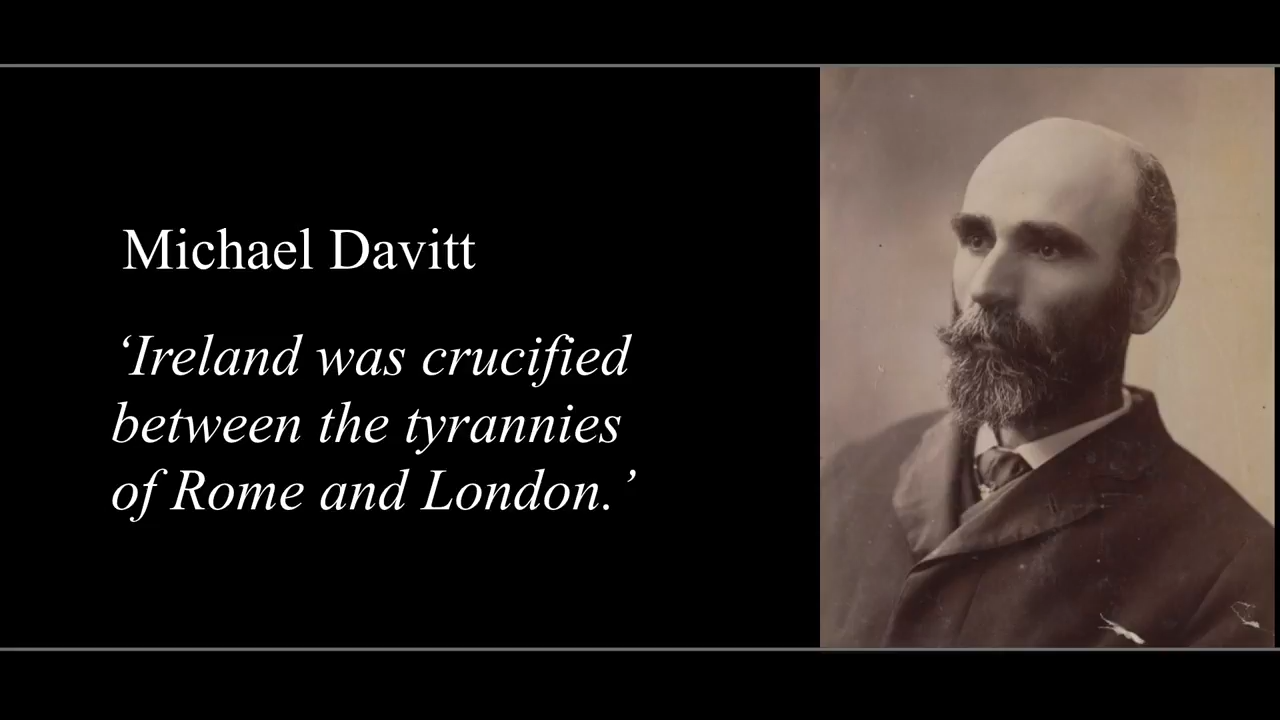 Michael Davitt
‘Ireland was crucified
between the tyrannies
of Rome and London.’